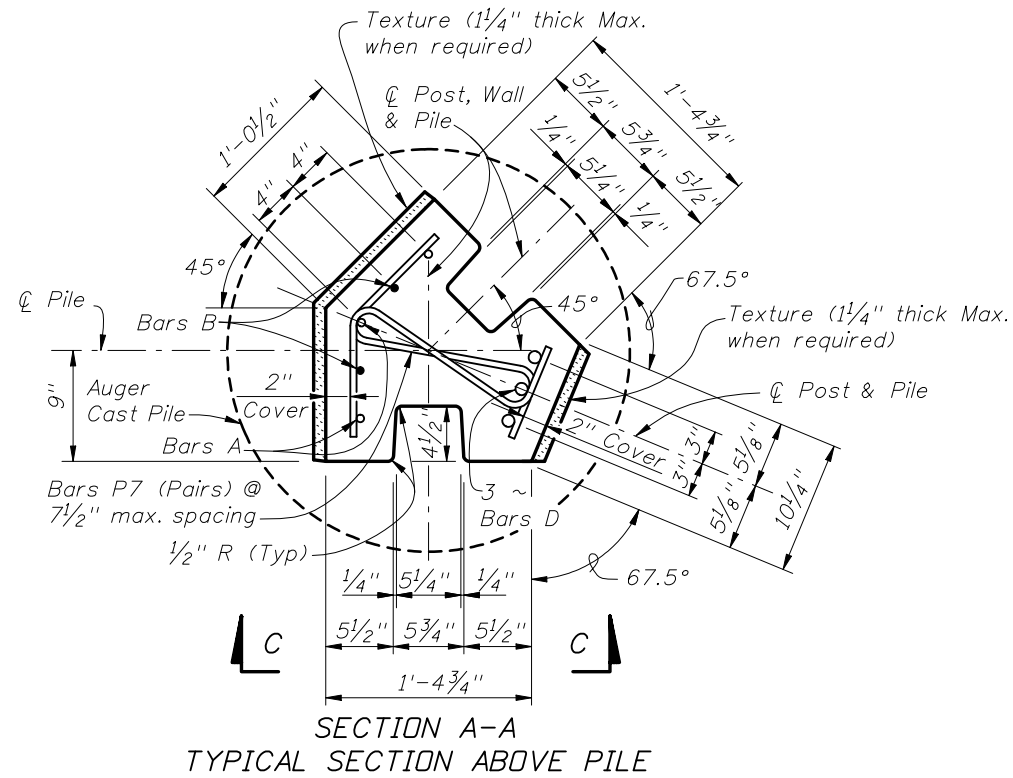 Texture (1¼" thick Max.
when required)
℄ Post, Wall
& Pile
1'-0½"
4"
4"
45°
5½"
1'-4¾"
¼"
5¾"
5¼"
5½"
¼"
67.5°
45°
℄ Pile
Bars B
Texture (1¼" thick Max.
when required)
9"
Auger
Cast Pile
2"
Cover
℄ Post & Pile
Bars A
4½"
2" Cover
3"
3"
5⅛"
5⅛"
10¼"
Bars P7 (Pairs) @
7½" max. spacing
3 ~
Bars D
½" R (Typ)
67.5°
¼"
5¼"
¼"
C
5½"
5¾"
5½"
C
1'-4¾"
SECTION A-A
TYPICAL SECTION ABOVE PILE